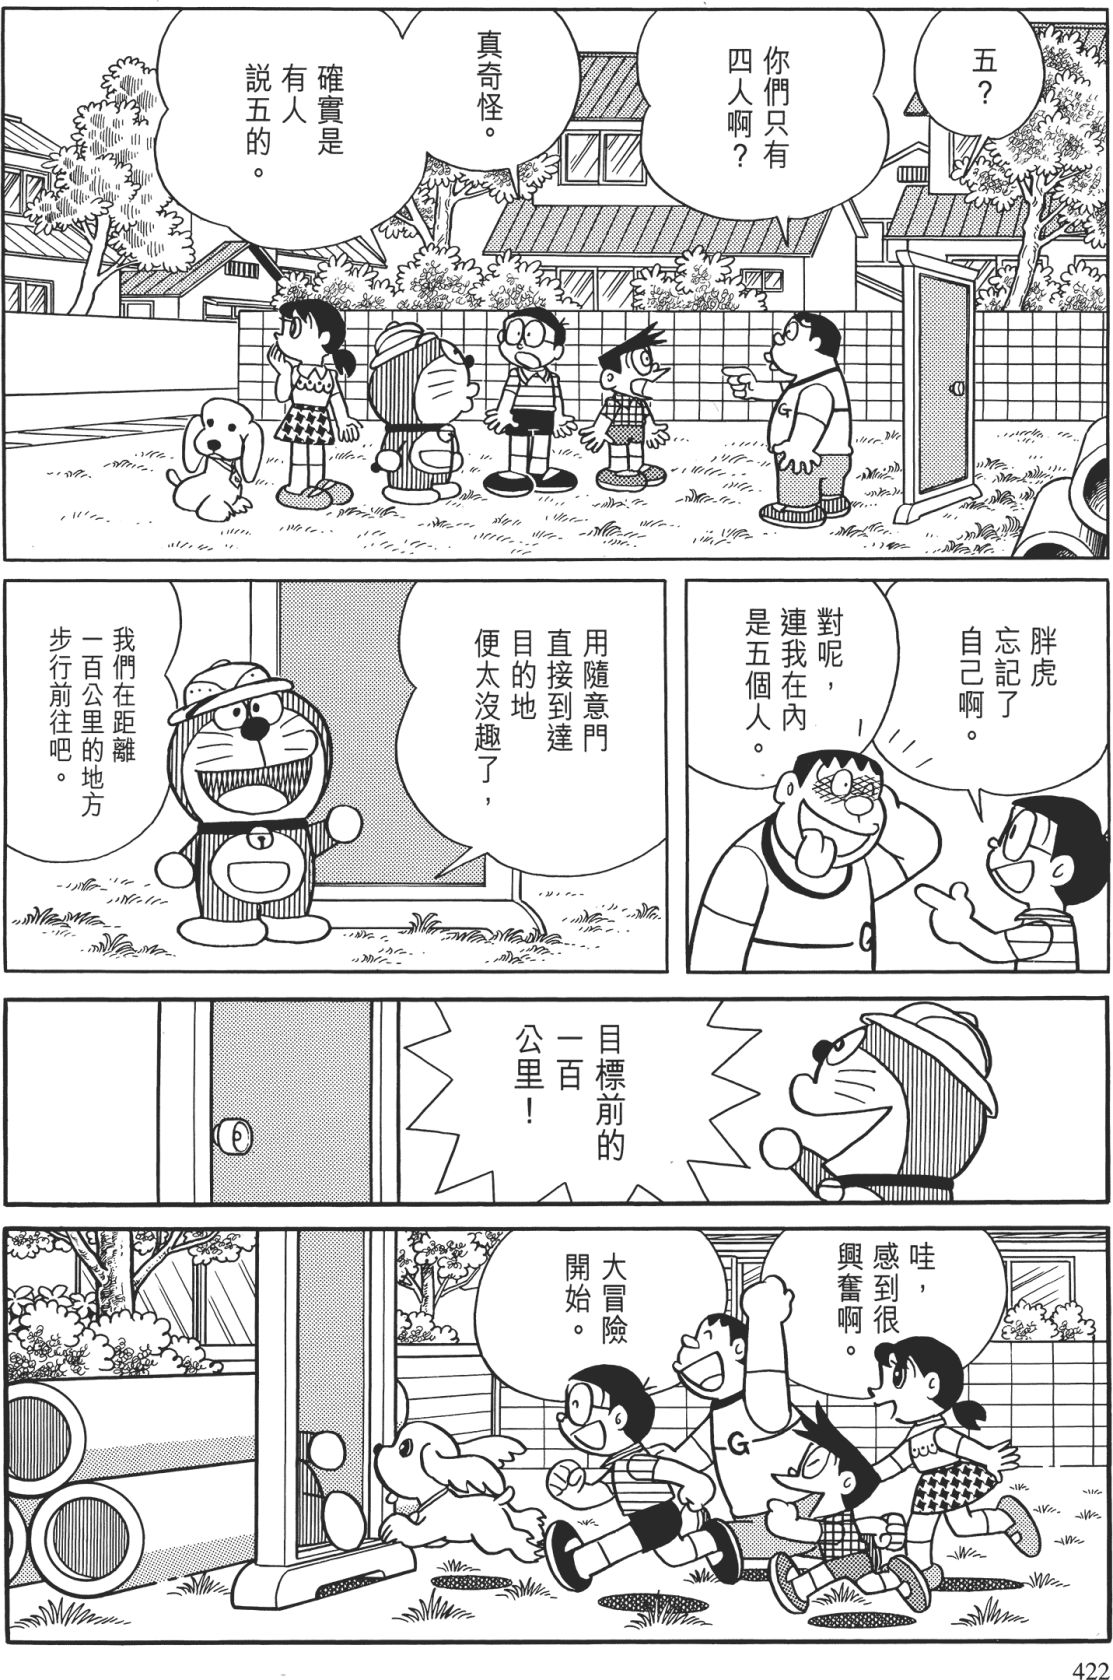 五？
你們只有
四人啊？
真奇怪。
確實是
有人
説五的。
胖虎
忘記了
自己啊。
對呢，
連我在內
是五個人。
用隨意門
直接到達
目的地
便太沒趣了，
我們在距離
一百公里的地方
步行前往吧。
目標前的
一百
公里！
哇，
感到很
興奮啊。
大冒險
開始。
G
G
G
422